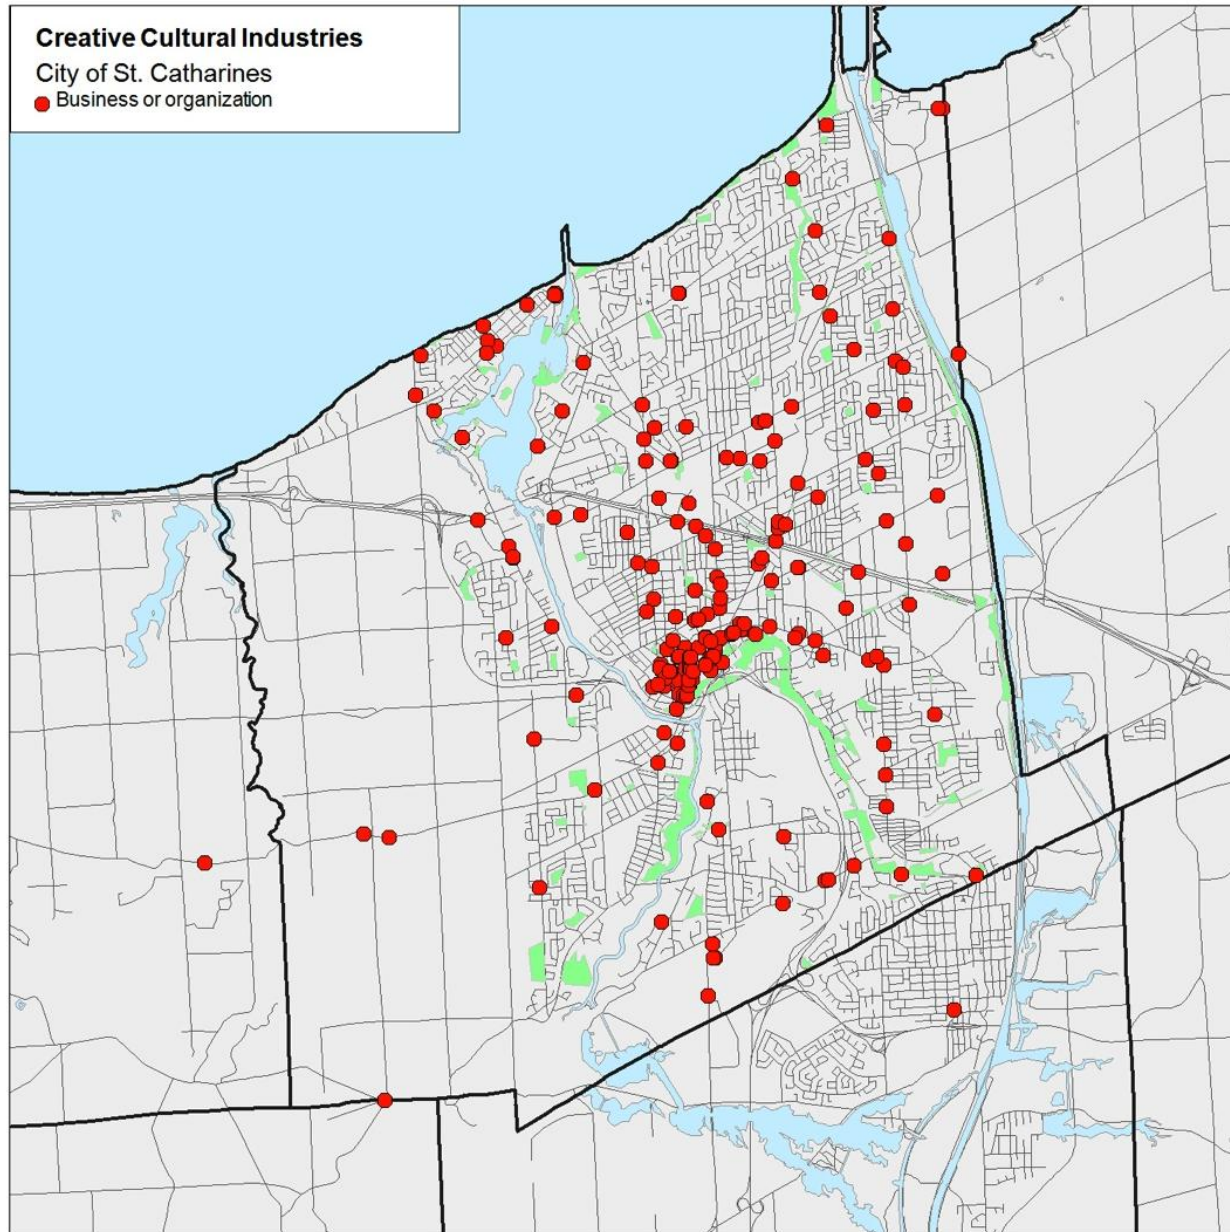 Creative Cultural Industries
City of St. Catharines
Business or organization